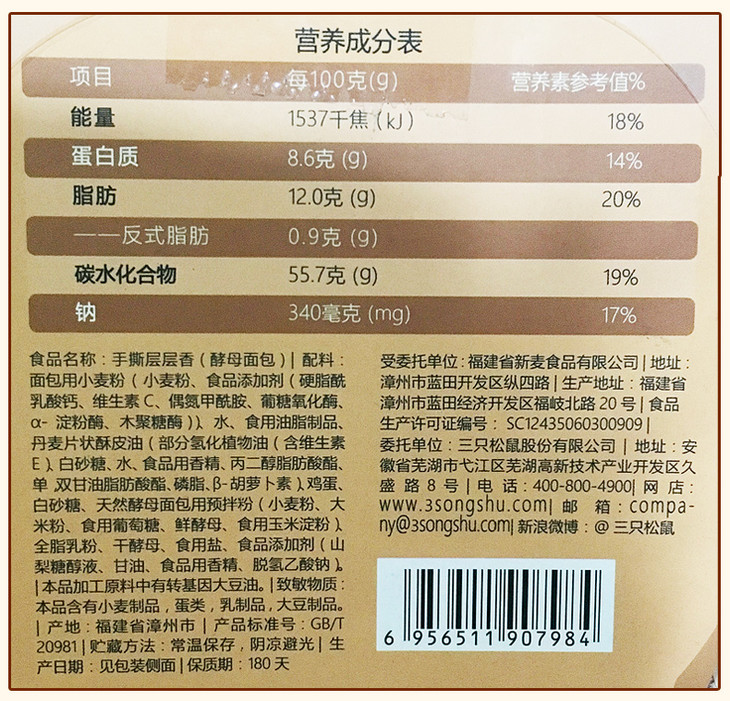 营养成分表
项目 每100克(g) 营养素参考值%
能量 1537千焦(kJ) 18%
蛋白质 8.6克 (g) 14%
脂肪 12.0克 (g) 20%
——反式脂肪 0.9克 (g)
碳水化合物 55.7克 (g) 19%
钠 340毫克 (mg) 17%
食品名称：手撕层层香（酵母面包）| 配料：
面包用小麦粉（小麦粉、食品添加剂（硬脂酰
乳酸钙、维生素 C、偶氮甲酰胺、葡糖氧化酶、
α- 淀粉酶、木聚糖酶））、水、食用油脂制品、
丹麦片状酥皮油（部分氢化植物油（含维生素
E）、白砂糖、水、食品用香精、丙二醇脂肪酸酯、
单，双甘油脂肪酸酯、磷脂、β-胡萝卜素）、鸡蛋、
白砂糖、天然酵母面包用预拌粉（小麦粉、大
米粉、食用葡萄糖、鲜酵母、食用玉米淀粉）、
全脂乳粉、干酵母、食用盐、食品添加剂（山
梨糖醇液、甘油、食品用香精、脱氢乙酸钠）。
| 本品加工原料中有转基因大豆油。| 致敏物质：
本品含有小麦制品，蛋类，乳制品，大豆制品。
| 产地：福建省漳州市 | 产品标准号：GB/T
20981 | 贮藏方法：常温保存，阴凉避光 | 生
产日期：见包装侧面 | 保质期：180 天
受委托单位：福建省新麦食品有限公司 | 地址：
漳州市蓝田开发区纵四路 | 生产地址：福建省
漳州市蓝田经济开发区福岐北路 20 号 | 食品
生产许可证编号： SC12435060300909 |
委托单位：三只松鼠股份有限公司 | 地址：安
徽省芜湖市弋江区芜湖高新技术产业开发区久
盛路 8 号 | 电话：400-800-4900| 网店：
www.3songshu.com| 邮箱：compa-
ny@3songshu.com| 新浪微博：@ 三只松鼠
6 956511 907984